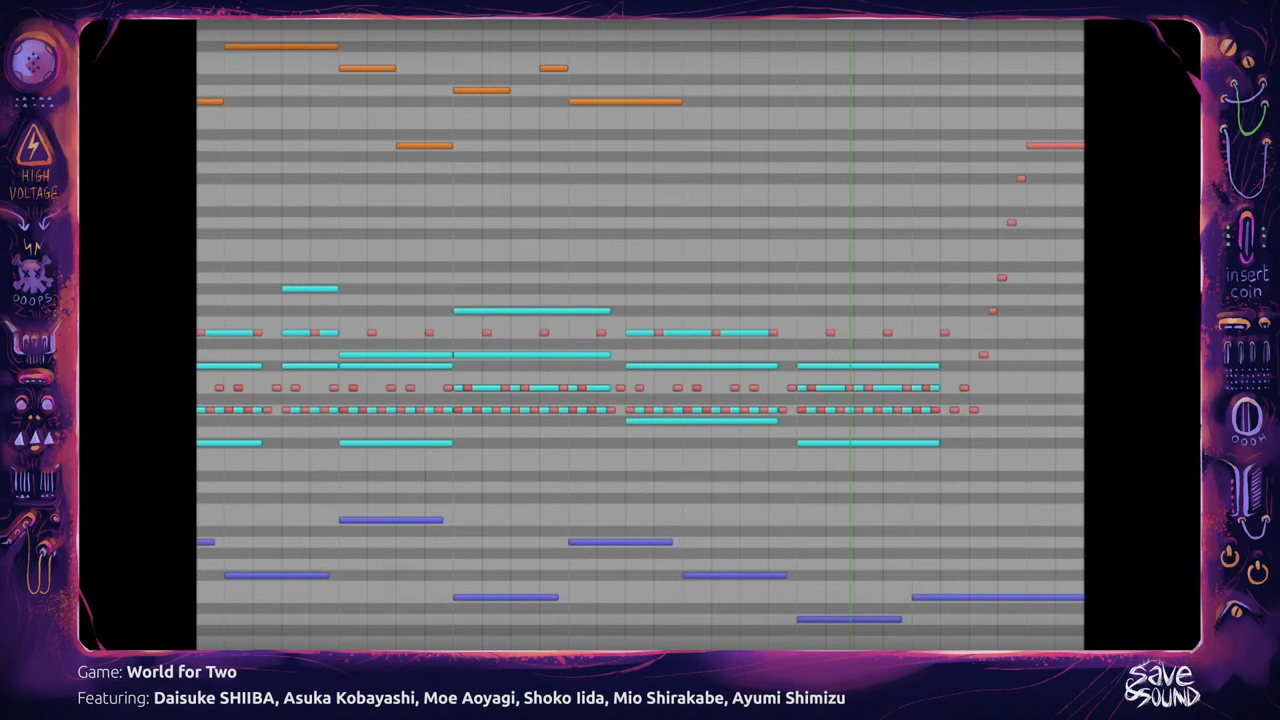 HIGH
VOLTAGE
OOOPS
insert
coin
OOOH
Game: World for Two
Featuring: Daisuke SHIIBA, Asuka Kobayashi, Moe Aoyagi, Shoko Iida, Mio Shirakabe, Ayumi Shimizu
Save
&SOUND